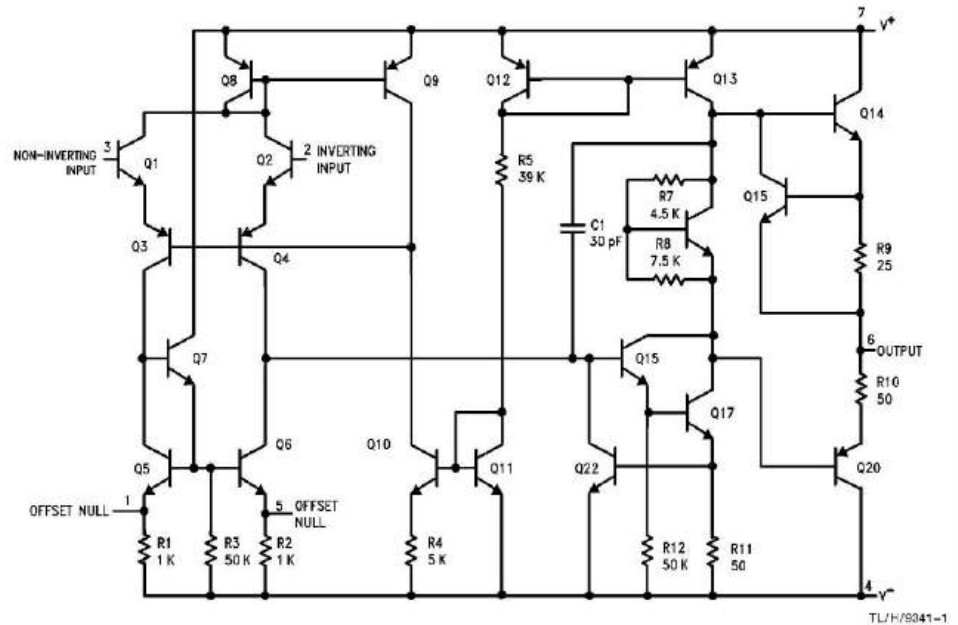 7
V+
Q8
Q9
Q12
Q13
Q14
3
NON-INVERTING
INPUT
Q1
Q2
2
INVERTING
INPUT
R5
39 K
R7
4.5 K
Q15
C1
30 pF
R8
7.5 K
R9
25
Q3
Q4
Q7
Q15
6
OUTPUT
R10
50
Q5
Q6
Q10
Q11
Q22
Q17
Q20
OFFSET NULL
1
5
OFFSET
NULL
R1
1 K
R3
50 K
R2
1 K
R4
5 K
R12
50 K
R11
50
4
V-
TL/H/9341-1